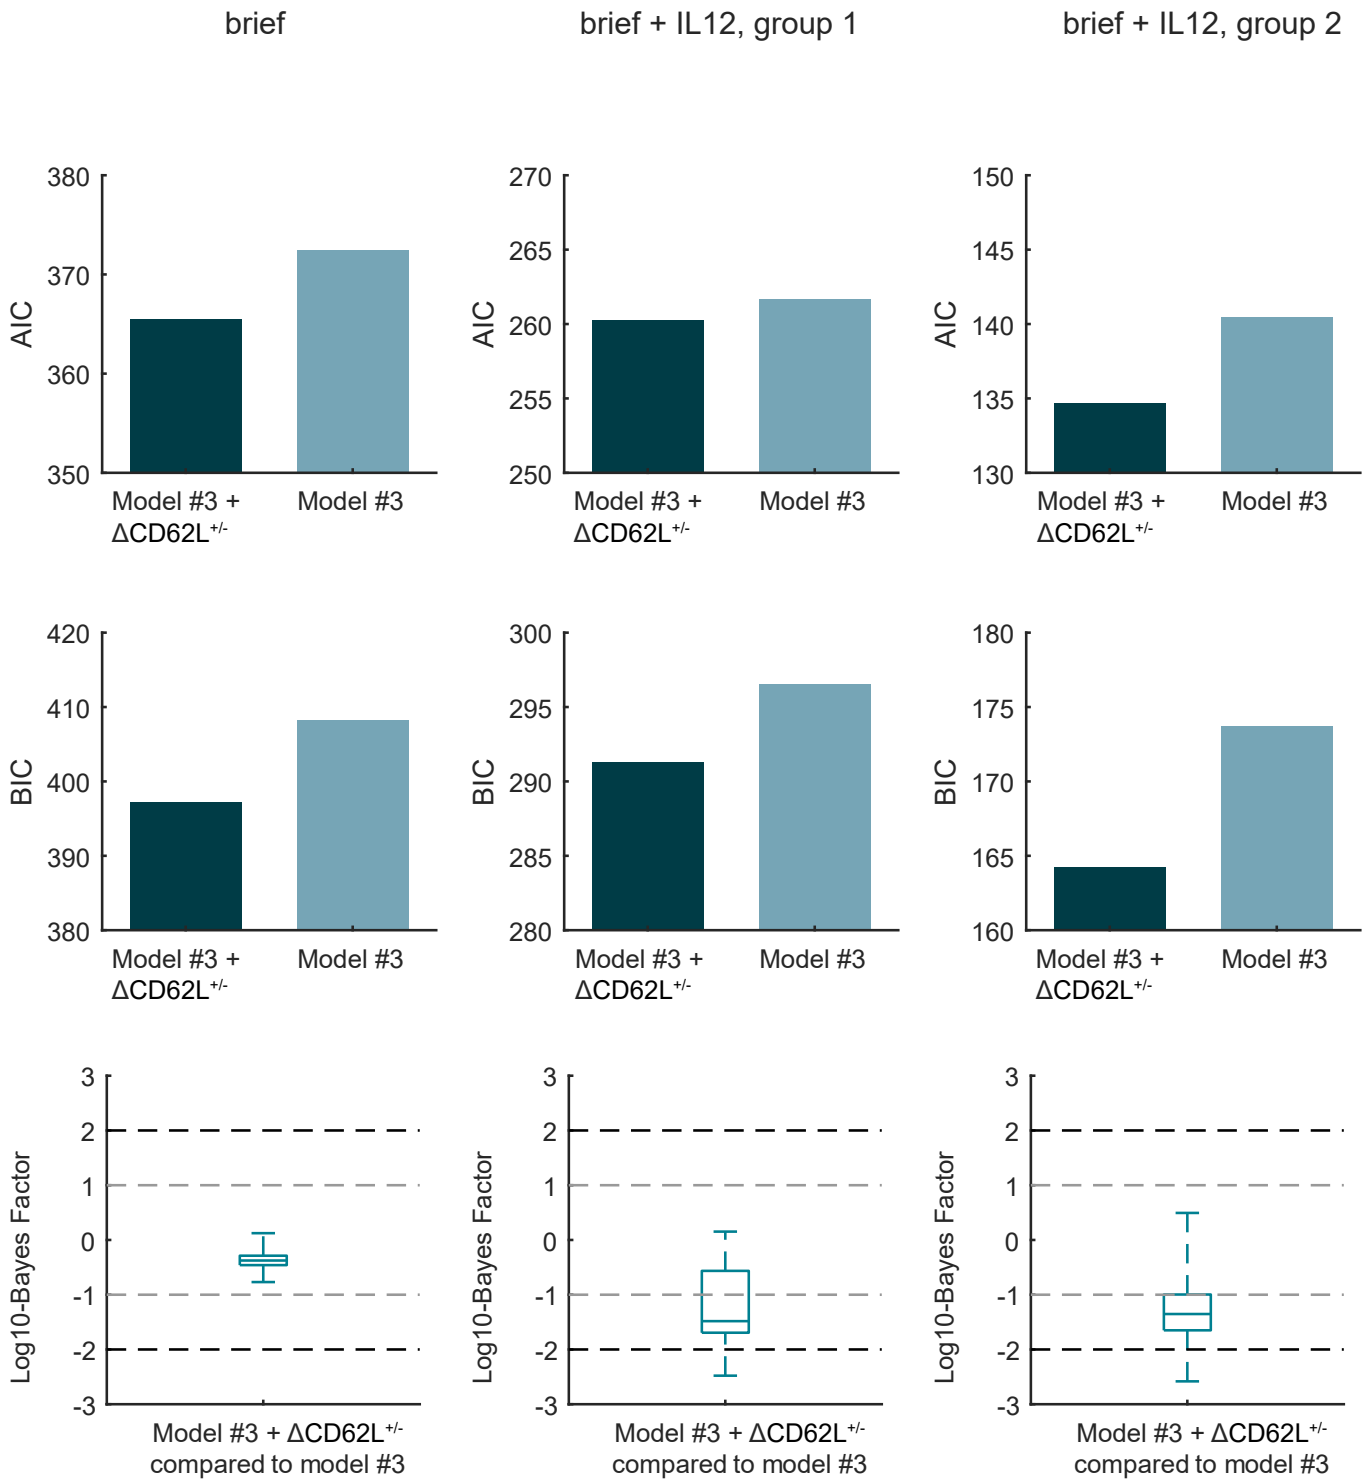 brief
brief + IL12, group 1
brief + IL12, group 2
AIC
380
370
360
350
Model #3 +
ΔCD62L+/-
Model #3
AIC
270
265
260
255
250
Model #3 +
ΔCD62L+/-
Model #3
AIC
150
145
140
135
130
Model #3 +
ΔCD62L+/-
Model #3
BIC
420
410
400
390
380
Model #3 +
ΔCD62L+/-
Model #3
BIC
300
295
290
285
280
Model #3 +
ΔCD62L+/-
Model #3
BIC
180
175
170
165
160
Model #3 +
ΔCD62L+/-
Model #3
Log10-Bayes Factor
3
2
1
0
-1
-2
-3
Model #3 + ΔCD62L+/-
compared to model #3
Log10-Bayes Factor
3
2
1
0
-1
-2
-3
Model #3 + ΔCD62L+/-
compared to model #3
Log10-Bayes Factor
3
2
1
0
-1
-2
-3
Model #3 + ΔCD62L+/-
compared to model #3